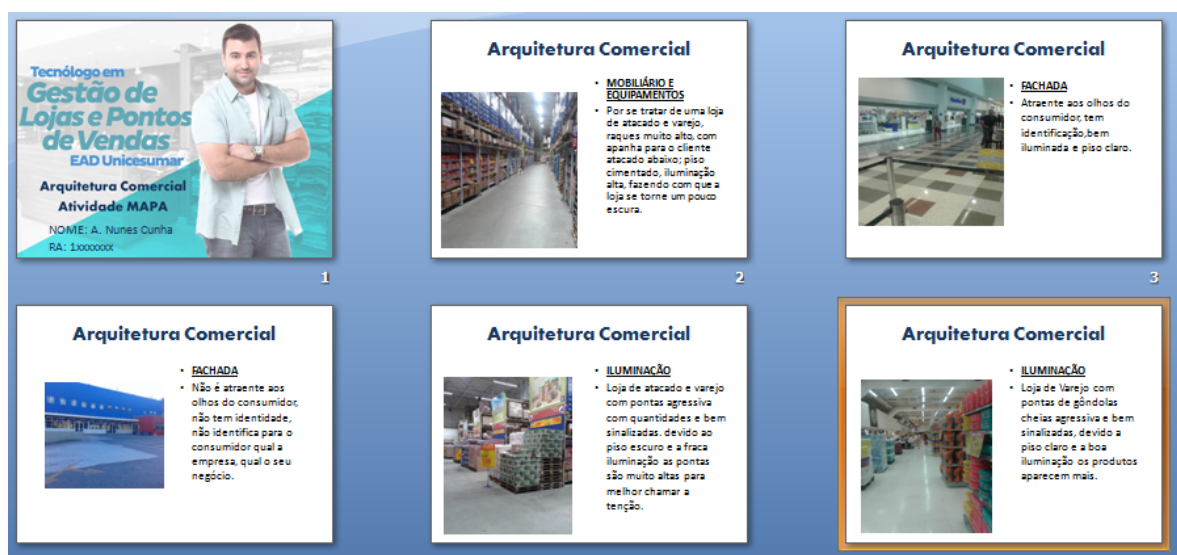 Tecnólogo em
Gestão de
Lojas e Pontos
de Vendas
EAD Unicesumar
Arquitetura Comercial
Atividade MAPA
NOME: A. Nunes Cunha
RA: 1xxxxxxx
1
Arquitetura Comercial
• MOBILIÁRIO E
EQUIPAMENTOS
• Por se tratar de uma loja
de atacado e varejo,
raques muito alto, com
apanha para o cliente
atacado abaixo; piso
cimentado, iluminação
alta, fazendo com que a
loja se torne um pouco
escura.
2
Arquitetura Comercial
• FACHADA
• Atraente aos olhos do
consumidor, tem
identificação,bem
iluminada e piso claro.
3
Arquitetura Comercial
• FACHADA
• Não é atraente aos
olhos do consumidor,
não tem identidade,
não identifica para o
consumidor qual a
empresa, qual o seu
negócio.
Arquitetura Comercial
• ILUMINAÇÃO
• Loja de atacado e varejo
com pontas agressiva
com quantidades e bem
sinalizadas. devido ao
piso escuro e a fraca
iluminação as pontas
são muito altas para
melhor chamar a
tenção.
Arquitetura Comercial
• ILUMINAÇÃO
• Loja de Varejo com
pontas de gôndolas
cheias agressiva e bem
sinalizadas, devido a
piso claro e a boa
iluminação os produtos
aparecem mais.